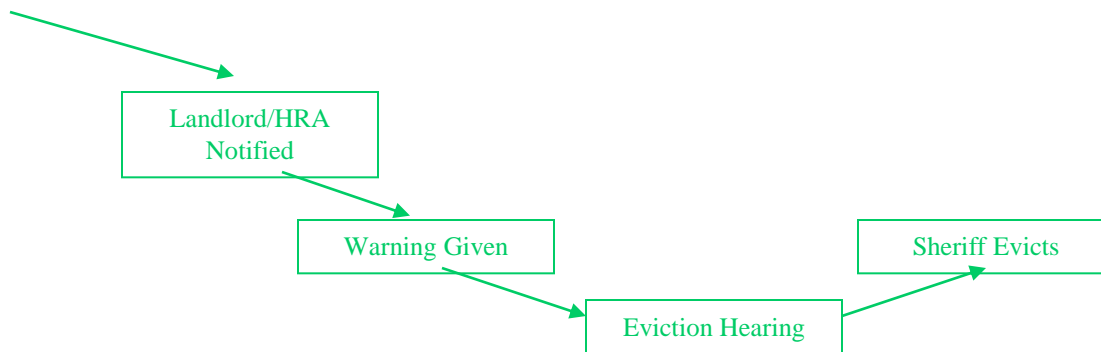 Landlord/HRA
Notified
Warning Given
Sheriff Evicts
Eviction Hearing